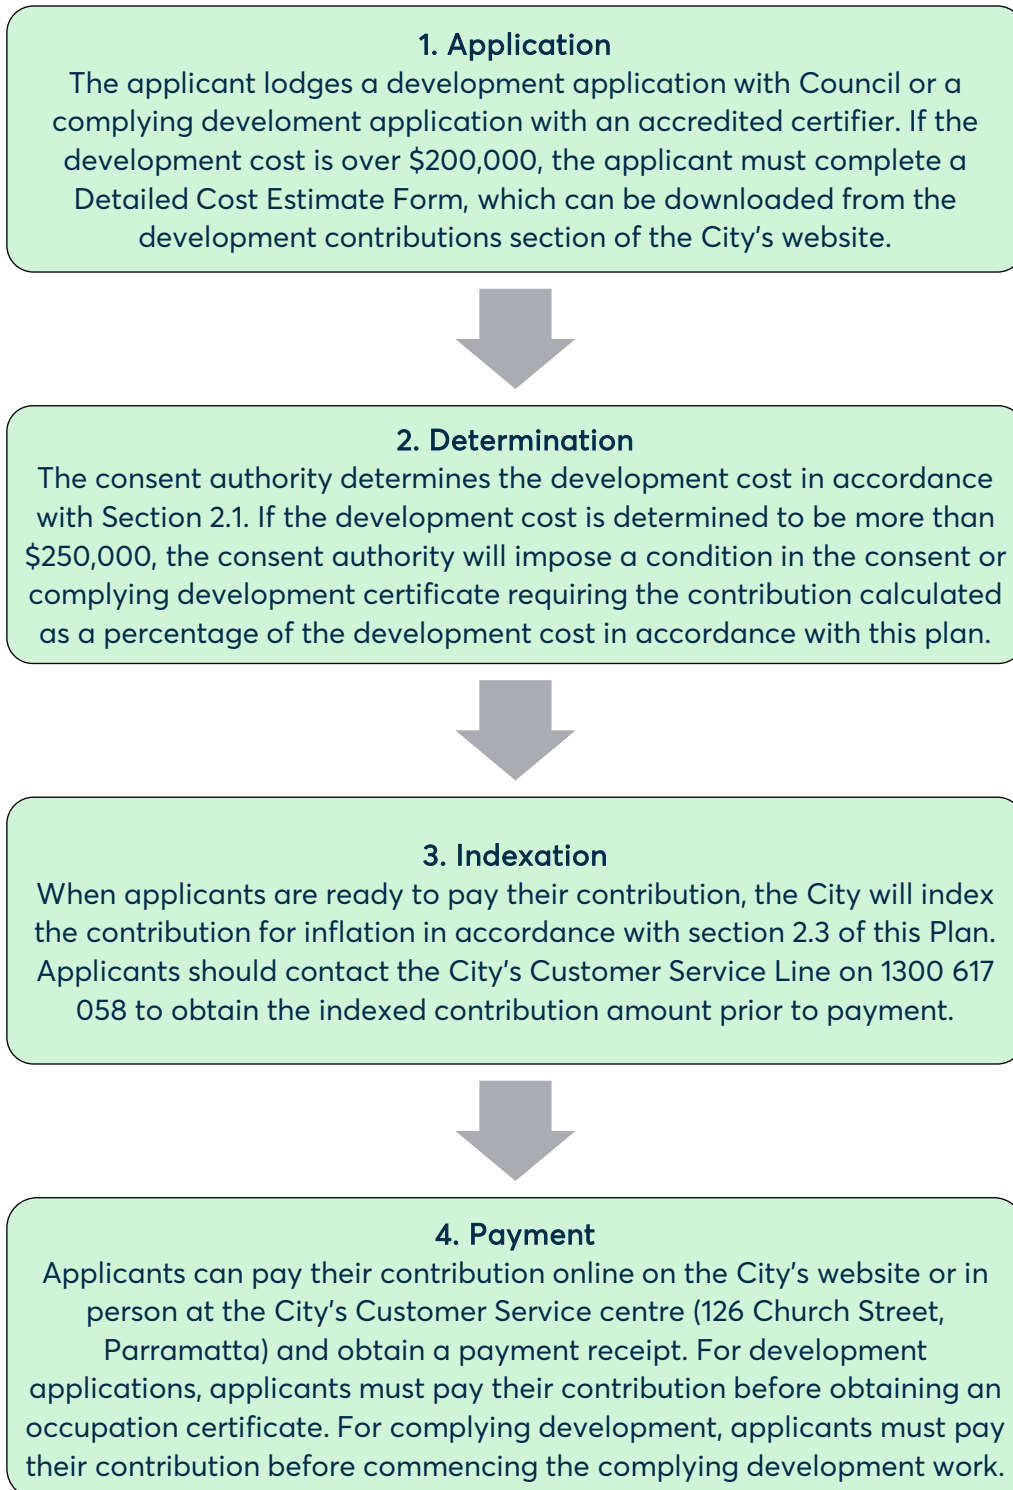 1. Application
The applicant lodges a development application with Council or a
complying develoment application with an accredited certifier. If the
development cost is over $200,000, the applicant must complete a
Detailed Cost Estimate Form, which can be downloaded from the
development contributions section of the City's website.
2. Determination
The consent authority determines the development cost in accordance
with Section 2.1. If the development cost is determined to be more than
$250,000, the consent authority will impose a condition in the consent or
complying development certificate requiring the contribution calculated
as a percentage of the development cost in accordance with this plan.
3. Indexation
When applicants are ready to pay their contribution, the City will index
the contribution for inflation in accordance with section 2.3 of this Plan.
Applicants should contact the City's Customer Service Line on 1300 617
058 to obtain the indexed contribution amount prior to payment.
4. Payment
Applicants can pay their contribution online on the City's website or in
person at the City's Customer Service centre (126 Church Street,
Parramatta) and obtain a payment receipt. For development
applications, applicants must pay their contribution before obtaining an
occupation certificate. For complying development, applicants must pay
their contribution before commencing the complying development work.